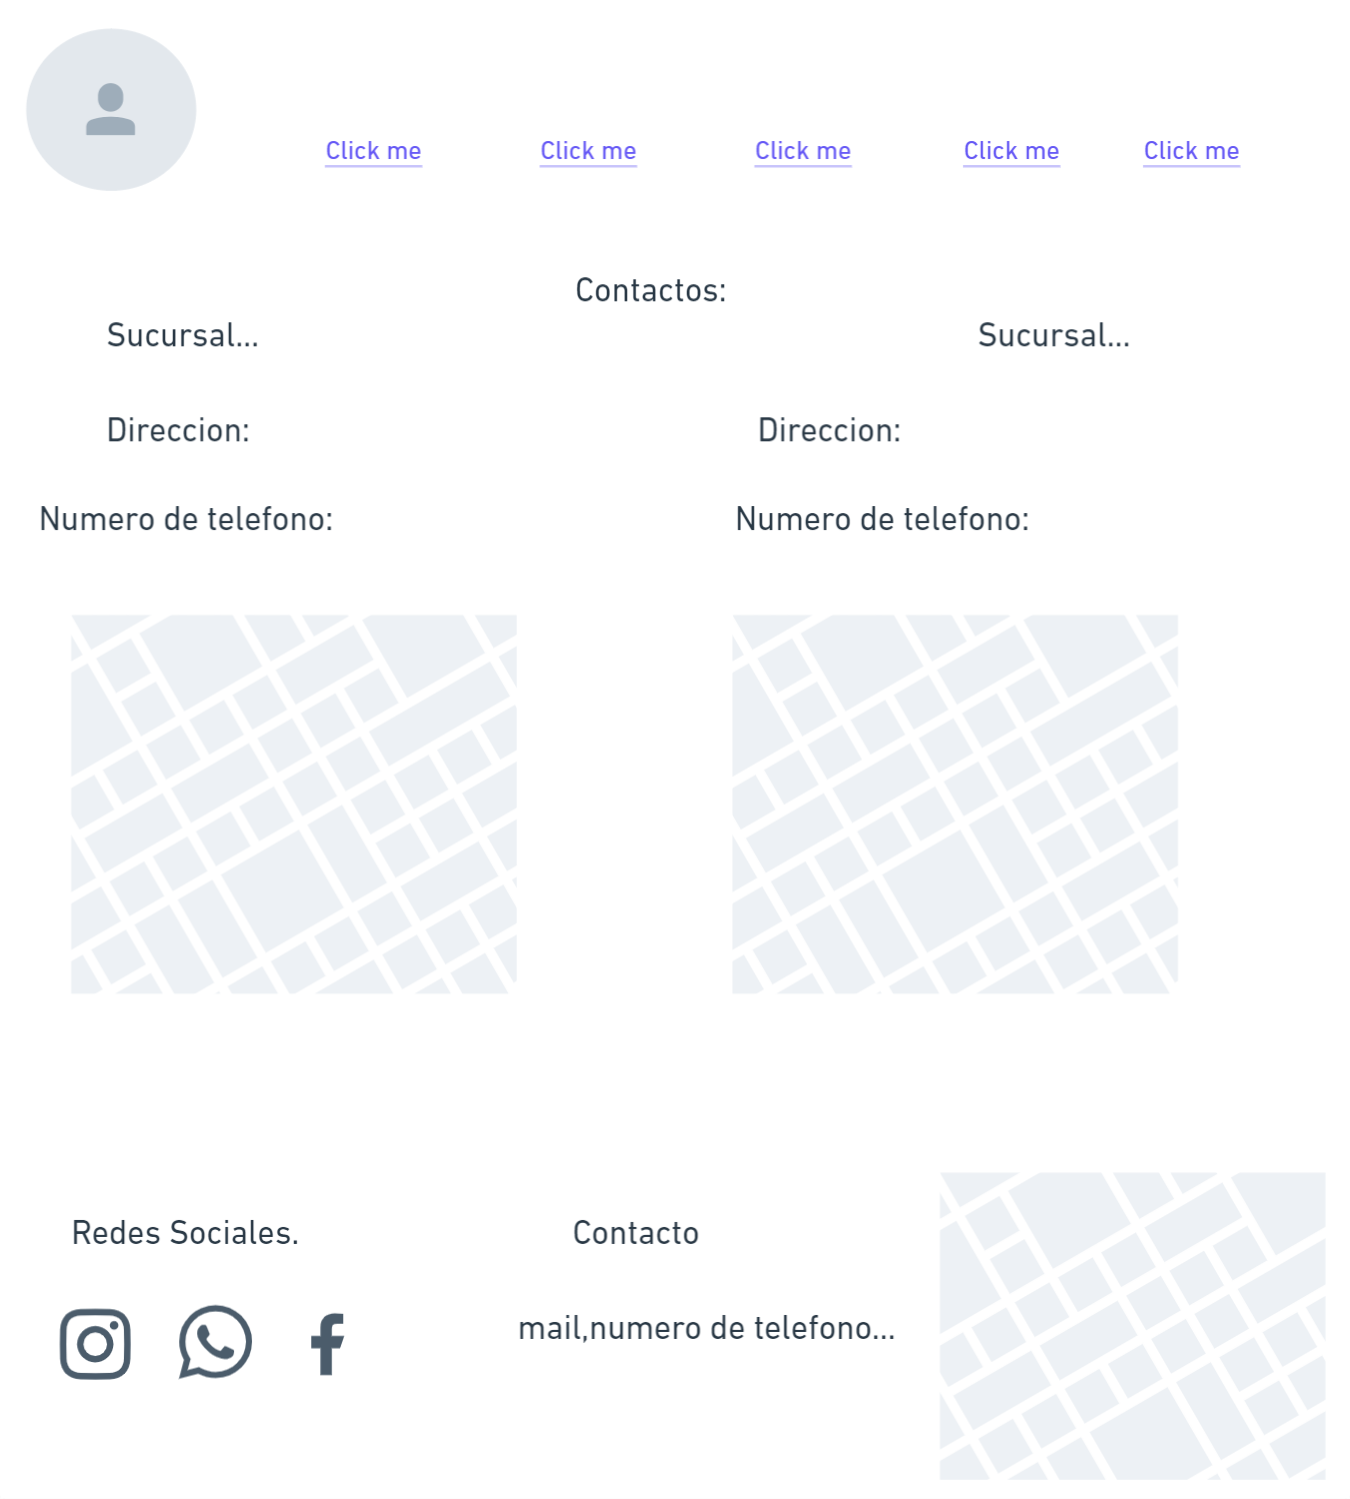 Click me Click me Click me Click me Click me
Contactos:
Sucursal... Sucursal...
Direccion: Direccion:
Numero de telefono: Numero de telefono:
Redes Sociales. Contacto
mail,numero de telefono...